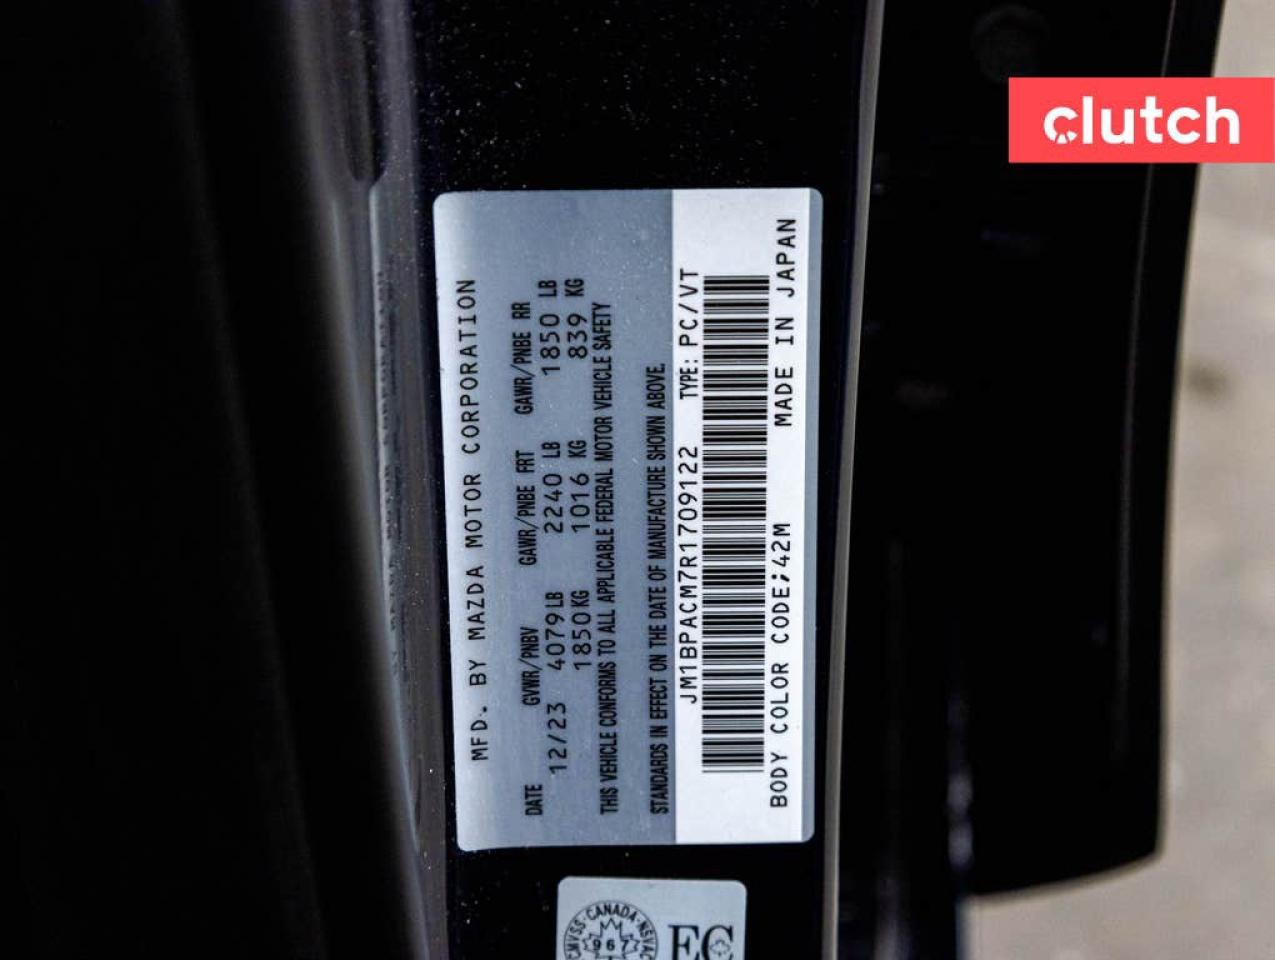 clutch
MFD. BY MAZDA MOTOR CORPORATION
DATE GVWR/PNBV GAWR/PNBE FRT GAWR/PNBE RR
12/23 4079LB 2240 LB 1850 LB
1850KG 1016 KG 839 KG
THIS VEHICLE CONFORMS TO ALL APPLICABLE FEDERAL MOTOR VEHICLE SAFETY
STANDARDS IN EFFECT ON THE DATE OF MANUFACTURE SHOWN ABOVE.
JM1BPACM7R1709122 TYPE: PC/VT
BODY COLOR CODE;42M MADE IN JAPAN
CANADA
967
EC